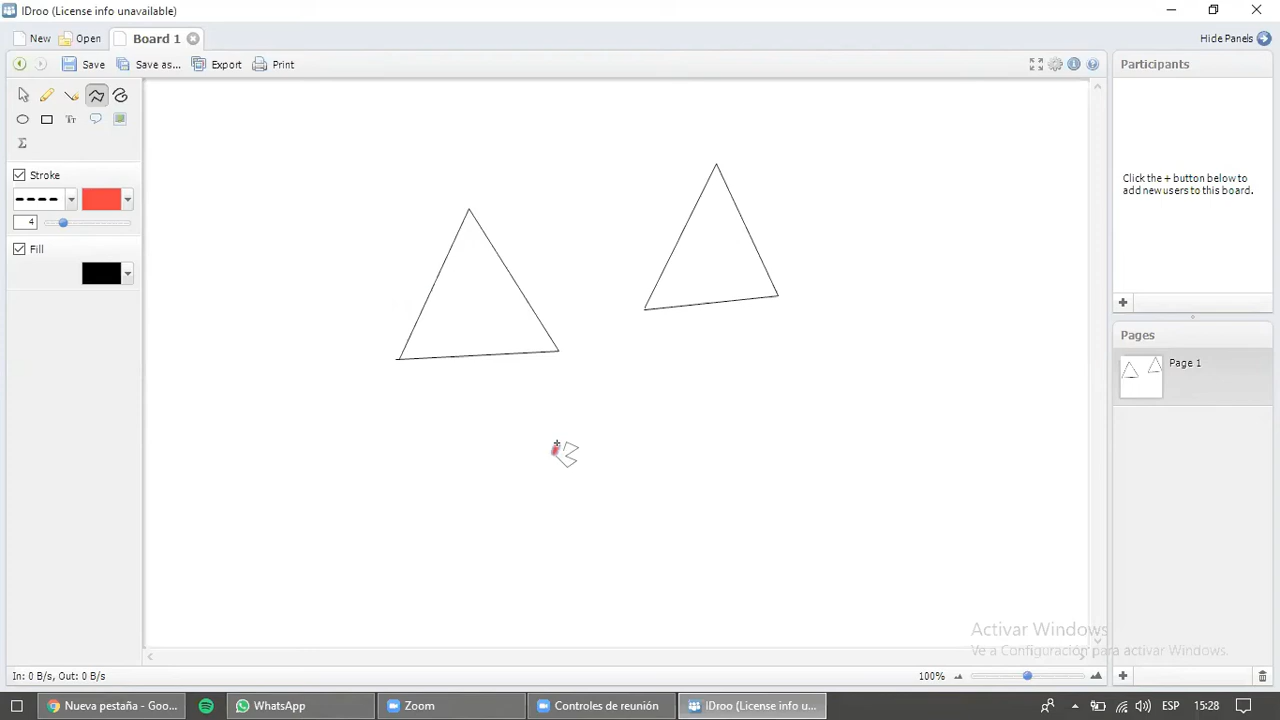 IDroo (License info unavailable)
New Open Board 1 Hide Panels
Save Save as... Export Print
Participants
Tт
Σ
Stroke
4
Fill
Click the + button below to
add new users to this board.
Pages
Page 1
Activar Windows
Ve a Configuración para activar Windows.
In: 0 B/s, Out: 0 B/s
100%
Nueva pestaña - Goo... WhatsApp Zoom Controles de reunión IDroo (License info u... ESP 15:28